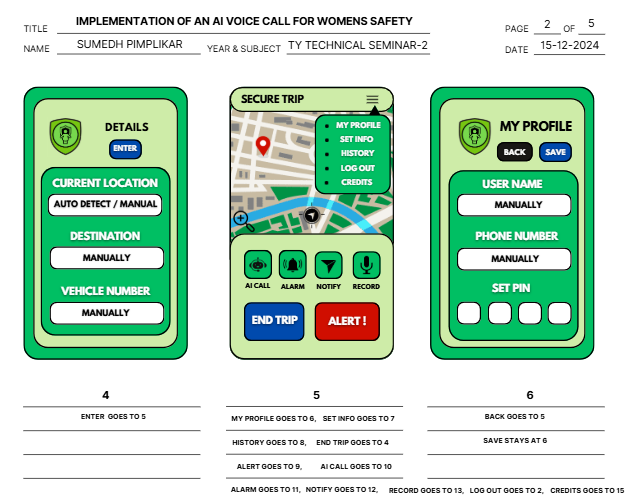 TITLE IMPLEMENTATION OF AN AI VOICE CALL FOR WOMENS SAFETY PAGE 2 OF 5
NAME SUMEDH PIMPLIKAR YEAR & SUBJECT TY TECHNICAL SEMINAR-2 DATE 15-12-2024
DETAILS
ENTER
CURRENT LOCATION
AUTO DETECT / MANUAL
DESTINATION
MANUALLY
VEHICLE NUMBER
MANUALLY
SECURE TRIP
MY PROFILE
SET INFO
HISTORY
LOG OUT
CREDITS
AI CALL ALARM NOTIFY RECORD
END TRIP ALERT !
MY PROFILE
BACK SAVE
USER NAME
MANUALLY
PHONE NUMBER
MANUALLY
SET PIN
4
ENTER GOES TO 5
5
MY PROFILE GOES TO 6, SET INFO GOES TO 7
HISTORY GOES TO 8, END TRIP GOES TO 4
ALERT GOES TO 9, AI CALL GOES TO 10
ALARM GOES TO 11, NOTIFY GOES TO 12, RECORD GOES TO 13, LOG OUT GOES TO 2, CREDITS GOES TO 15
6
BACK GOES TO 5
SAVE STAYS AT 6